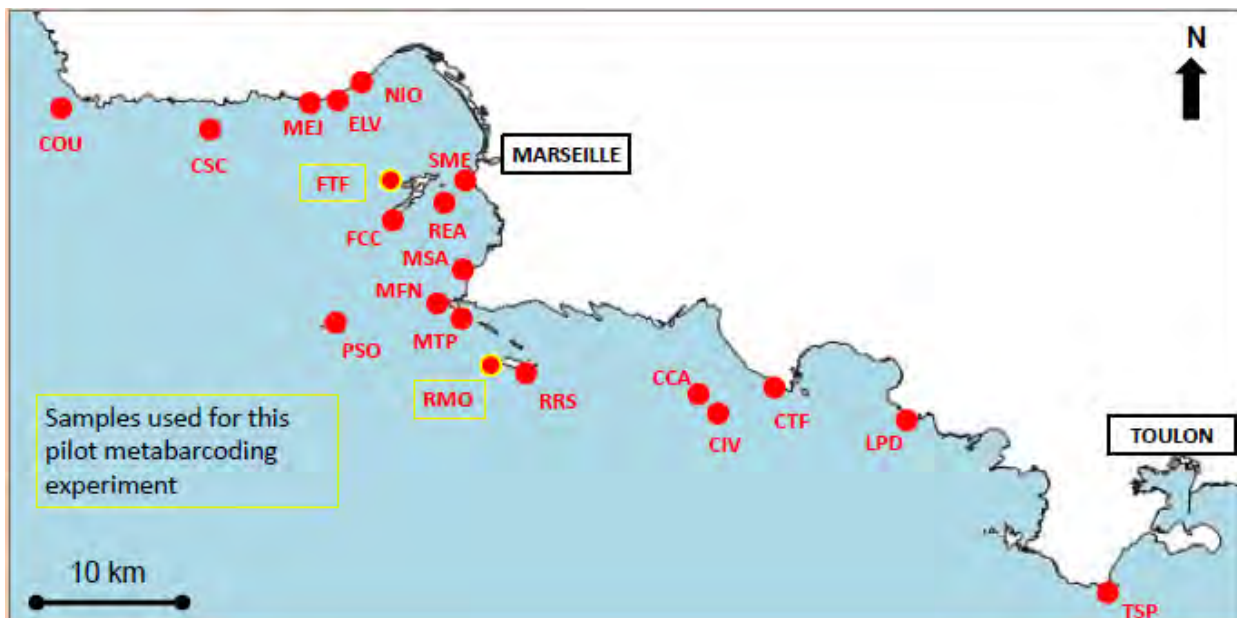 N
NIO
MEJ
ELV
COU
CSC
SME
MARSEILLE
FTF
FCC
REA
MSA
MFN
PSO
MTP
RMO
RRS
CCA
CIV
CTF
LPD
TOULON
Samples used for this
pilot metabarcoding
experiment
10 km
TSP